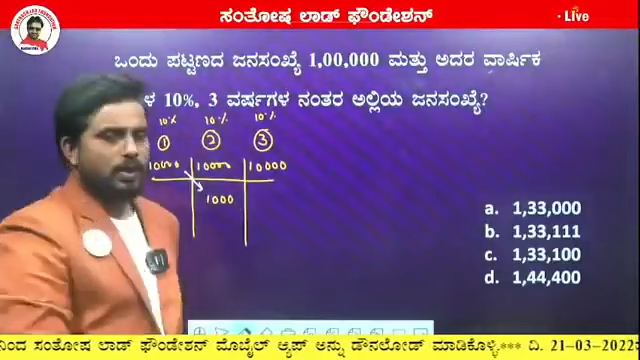 ಸಂತೋಷ ಲಾಡ್ ಫೌಂಡೇಶನ್
Live
ಒಂದು ಪಟ್ಟಣದ ಜನಸಂಖ್ಯೆ 1,00,000 ಮತ್ತು ಅದರ ವಾರ್ಷಿಕ
ಳ 10%, 3 ವರ್ಷಗಳ ನಂತರ ಅಲ್ಲಿಯ ಜನಸಂಖ್ಯೆ?
10% 10% 10%
1 2 3
10000 10000 10000
1000
a. 1,33,000
b. 1,33,111
c. 1,33,100
d. 1,44,400
ನಿಂದ ಸಂತೋಷ ಲಾಡ್ ಫೌಂಡೇಶನ್ ಮೊಬೈಲ್ ಆ್ಯಪ್ ಅನ್ನು ಡೌನಲೋಡ್ ಮಾಡಿಕೊಳ್ಳಿ*** ದಿ. 21-03-2022